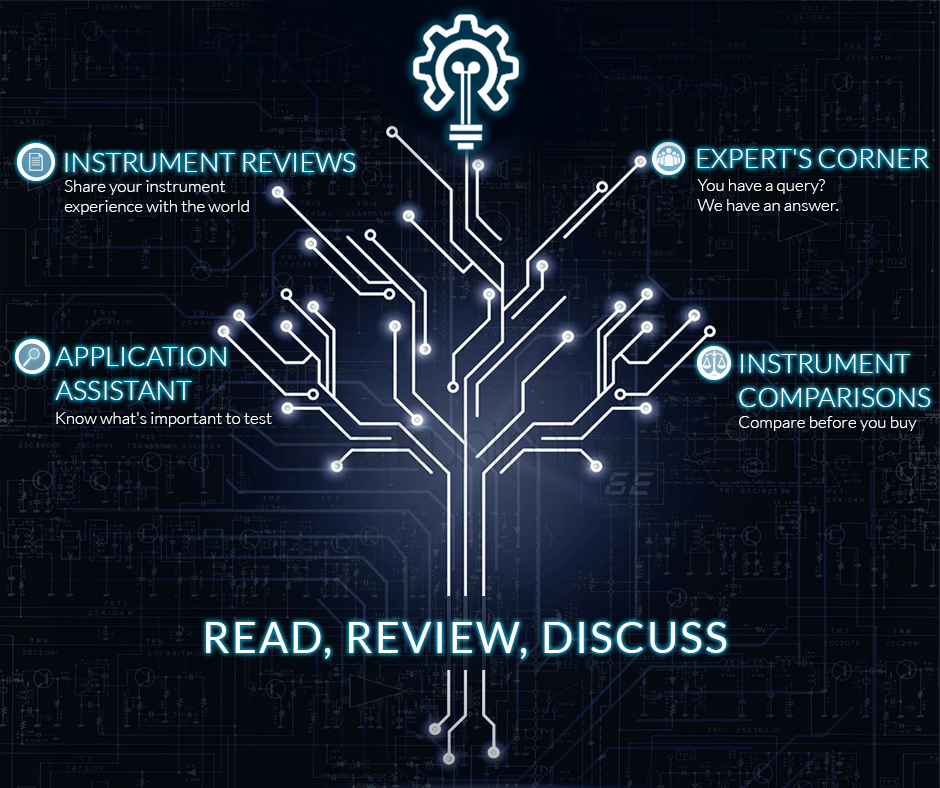 INSTRUMENT REVIEWS
Share your instrument
experience with the world
EXPERT'S CORNER
You have a query?
We have an answer.
APPLICATION
ASSISTANT
Know what's important to test
INSTRUMENT
COMPARISONS
Compare before you buy
READ, REVIEW, DISCUSS